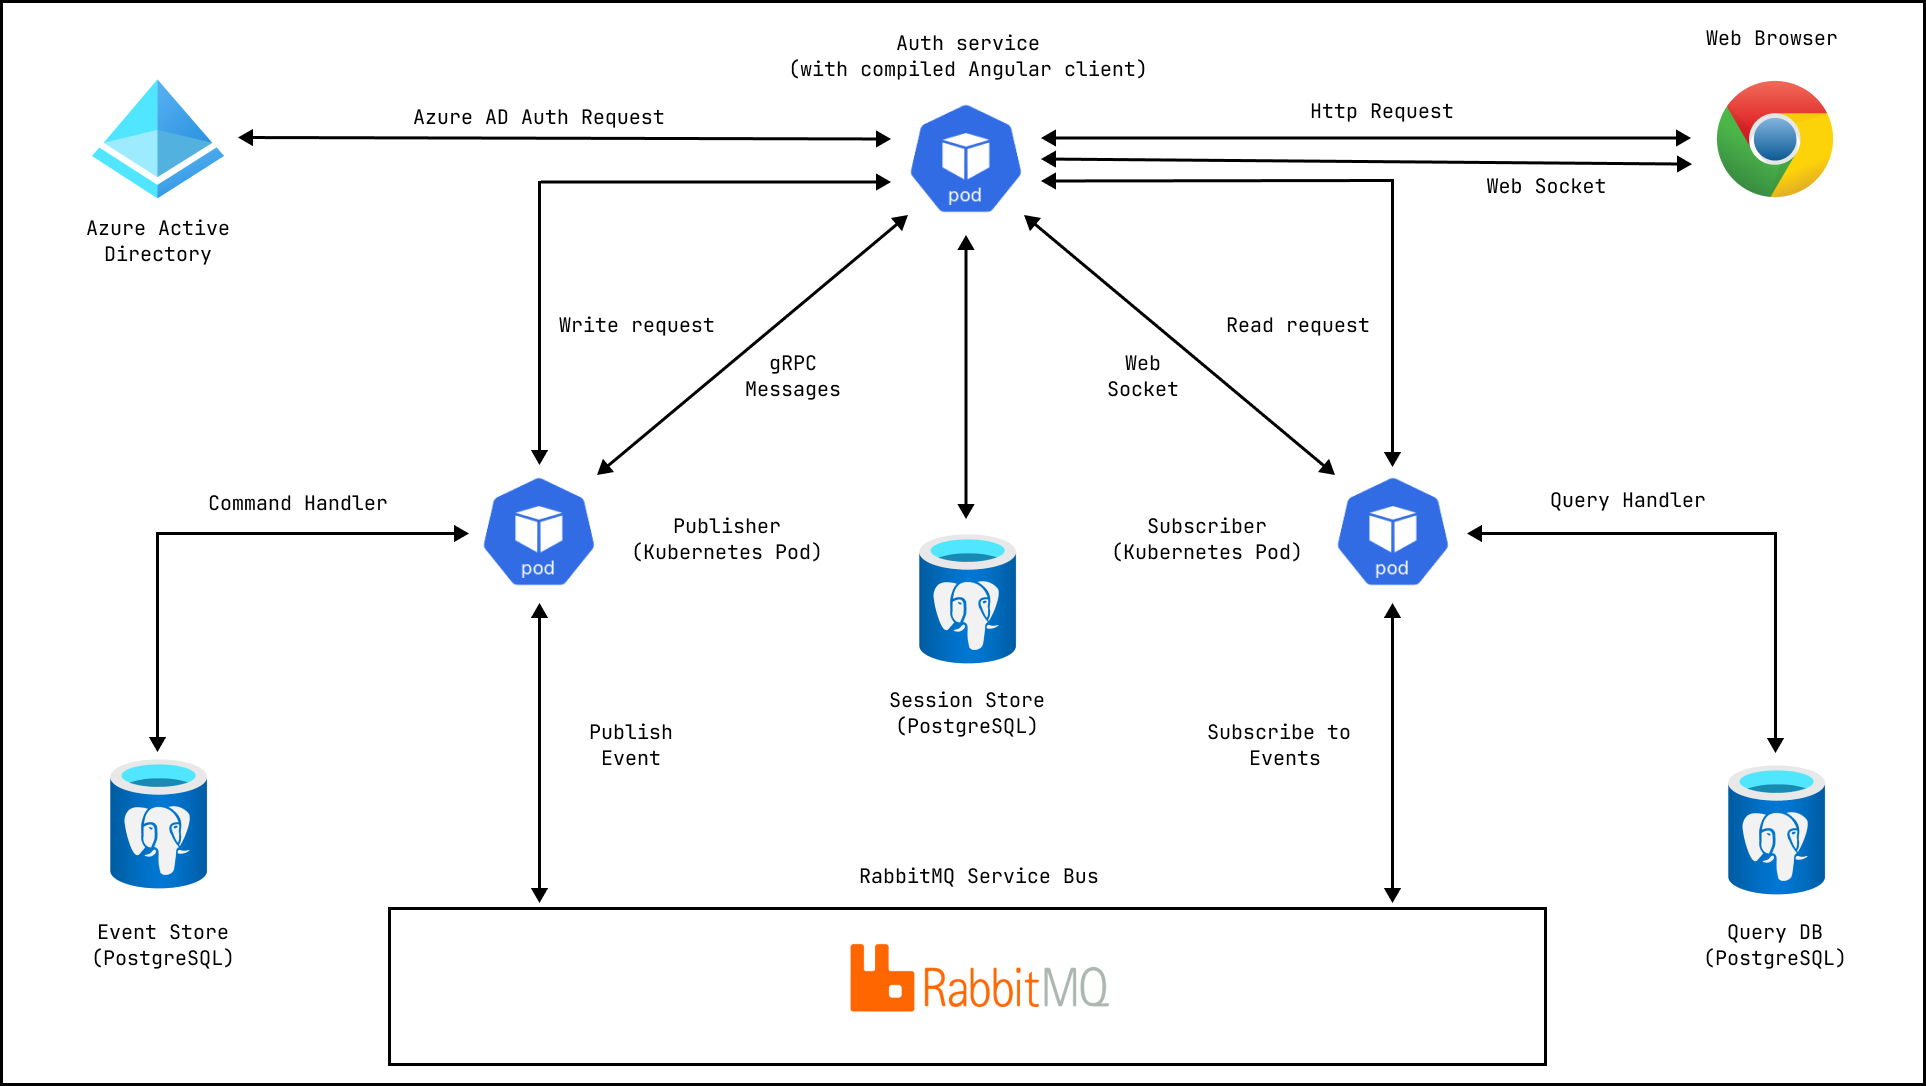 Auth service
(with compiled Angular client)
Web Browser
Azure AD Auth Request
Http Request
Web Socket
pod
Azure Active
Directory
Write request
Read request
gRPC
Messages
Web
Socket
Command Handler
Query Handler
Publisher
(Kubernetes Pod)
Subscriber
(Kubernetes Pod)
pod
pod
Session Store
(PostgreSQL)
Publish
Event
Subscribe to
Events
RabbitMQ Service Bus
Event Store
(PostgreSQL)
Query DB
(PostgreSQL)
RabbitMQ